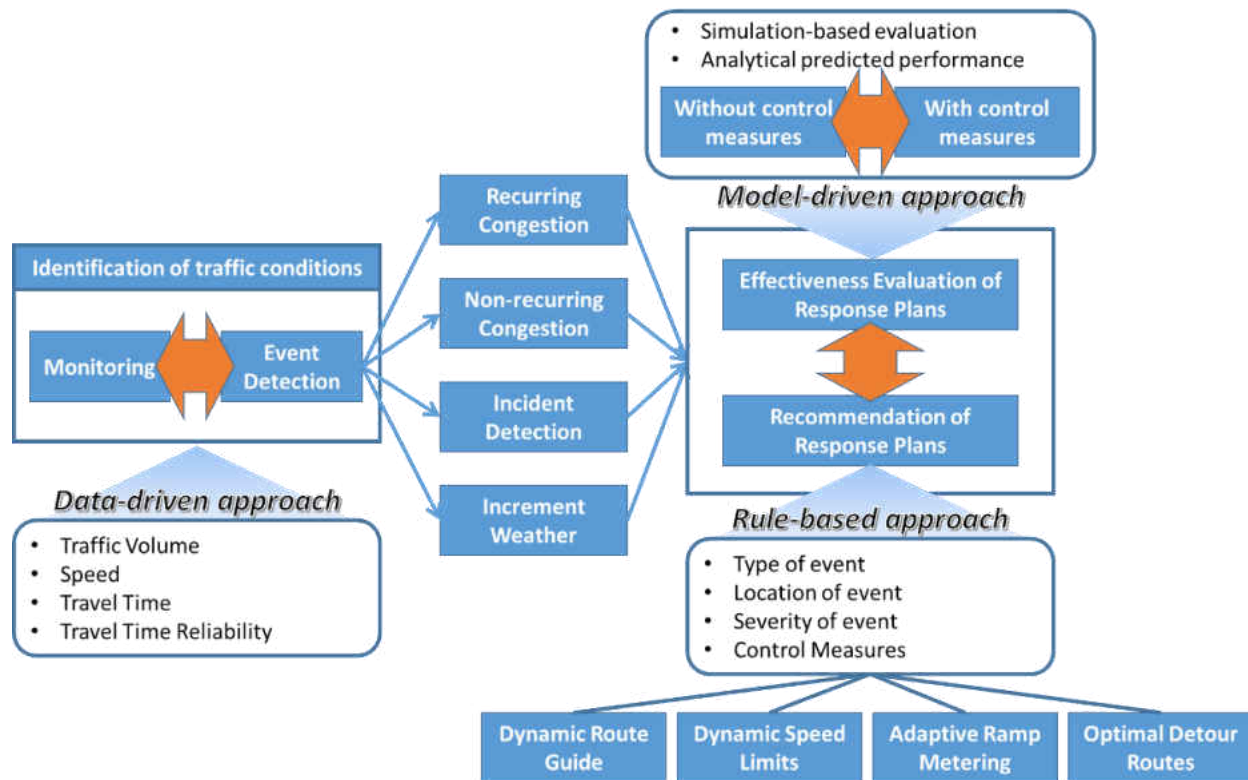 • Simulation-based evaluation
• Analytical predicted performance
Without control
measures
With control
measures
Model-driven approach
Identification of traffic conditions
Monitoring
Event
Detection
Data-driven approach
• Traffic Volume
• Speed
• Travel Time
• Travel Time Reliability
Recurring
Congestion
Non-recurring
Congestion
Incident
Detection
Increment
Weather
Effectiveness Evaluation of
Response Plans
Recommendation of
Response Plans
Rule-based approach
• Type of event
• Location of event
• Severity of event
• Control Measures
Dynamic Route
Guide
Dynamic Speed
Limits
Adaptive Ramp
Metering
Optimal Detour
Routes